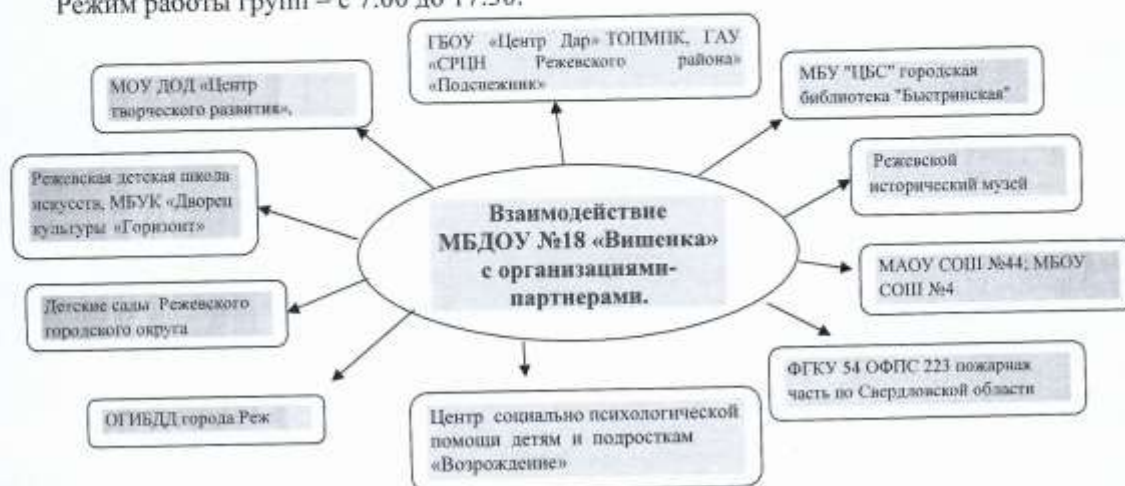 Режим работы групп – с 7.00 до 17.30.
ГБОУ «Центр Дар» ТОПМПК, ГАУ
«СРЦН Режевского района»
«Подснежник»
МОУ ДОД «Центр
творческого развития»,
МБУ "ЦБС" городская
библиотека "Быстринская"
Режевская детская школа
искусств, МБУК «Дворец
культуры «Горизонт»
Режевской
исторический музей
Взаимодействие
МБДОУ №18 «Вишенка»
с организациями-
партнерами.
МАОУ СОШ №44; МБОУ
СОШ №4
Детские сады Режевского
городского округа
ФГКУ 54 ОФПС 223 пожарная
часть по Свердловской области
ОГИБДД города Реж
Центр социально психологической
помощи детям и подросткам
«Возрождение»